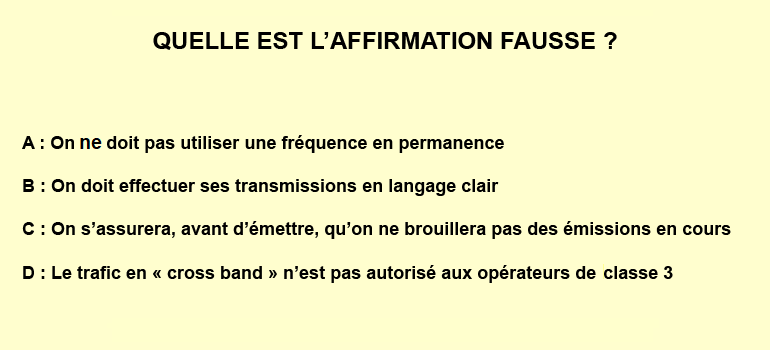 QUELLE EST L’AFFIRMATION FAUSSE ?
A : On ne doit pas utiliser une fréquence en permanence
B : On doit effectuer ses transmissions en langage clair
C : On s’assurera, avant d’émettre, qu’on ne brouillera pas des émissions en cours
D : Le trafic en « cross band » n’est pas autorisé aux opérateurs de classe 3